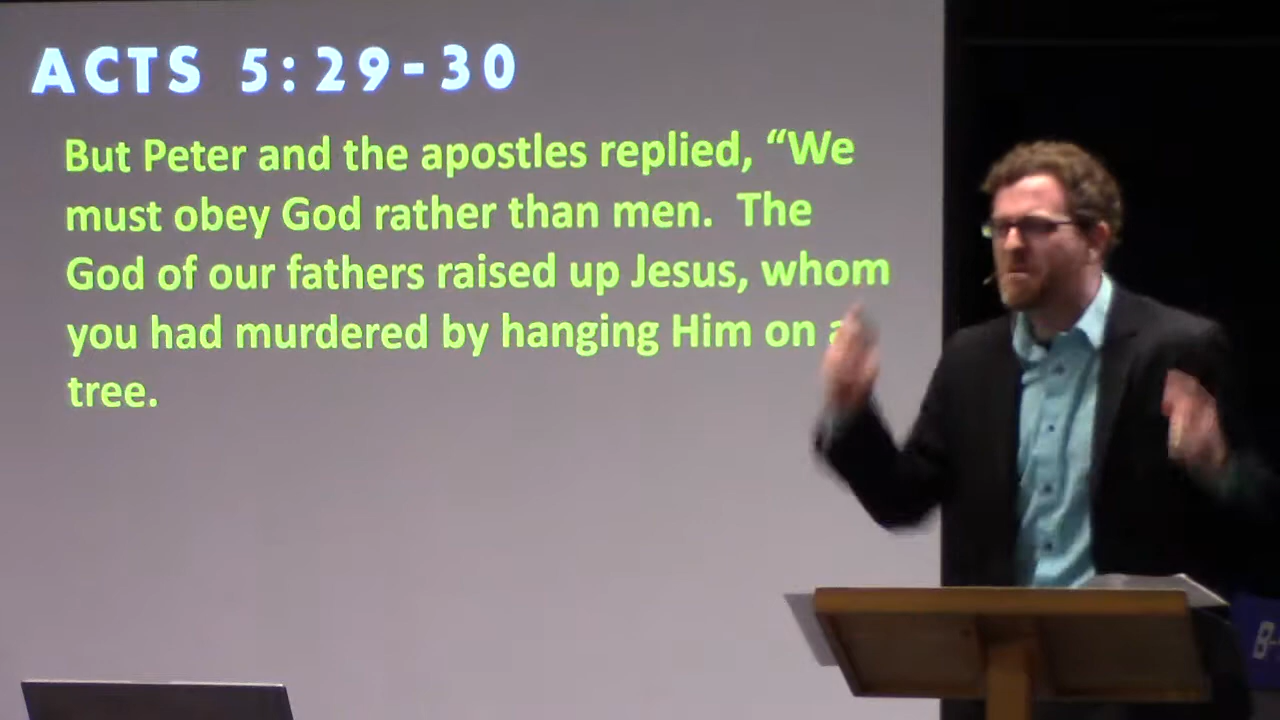 ACTS 5:29-30
But Peter and the apostles replied, “We
must obey God rather than men.  The
God of our fathers raised up Jesus, whom
you had murdered by hanging Him on a
tree.